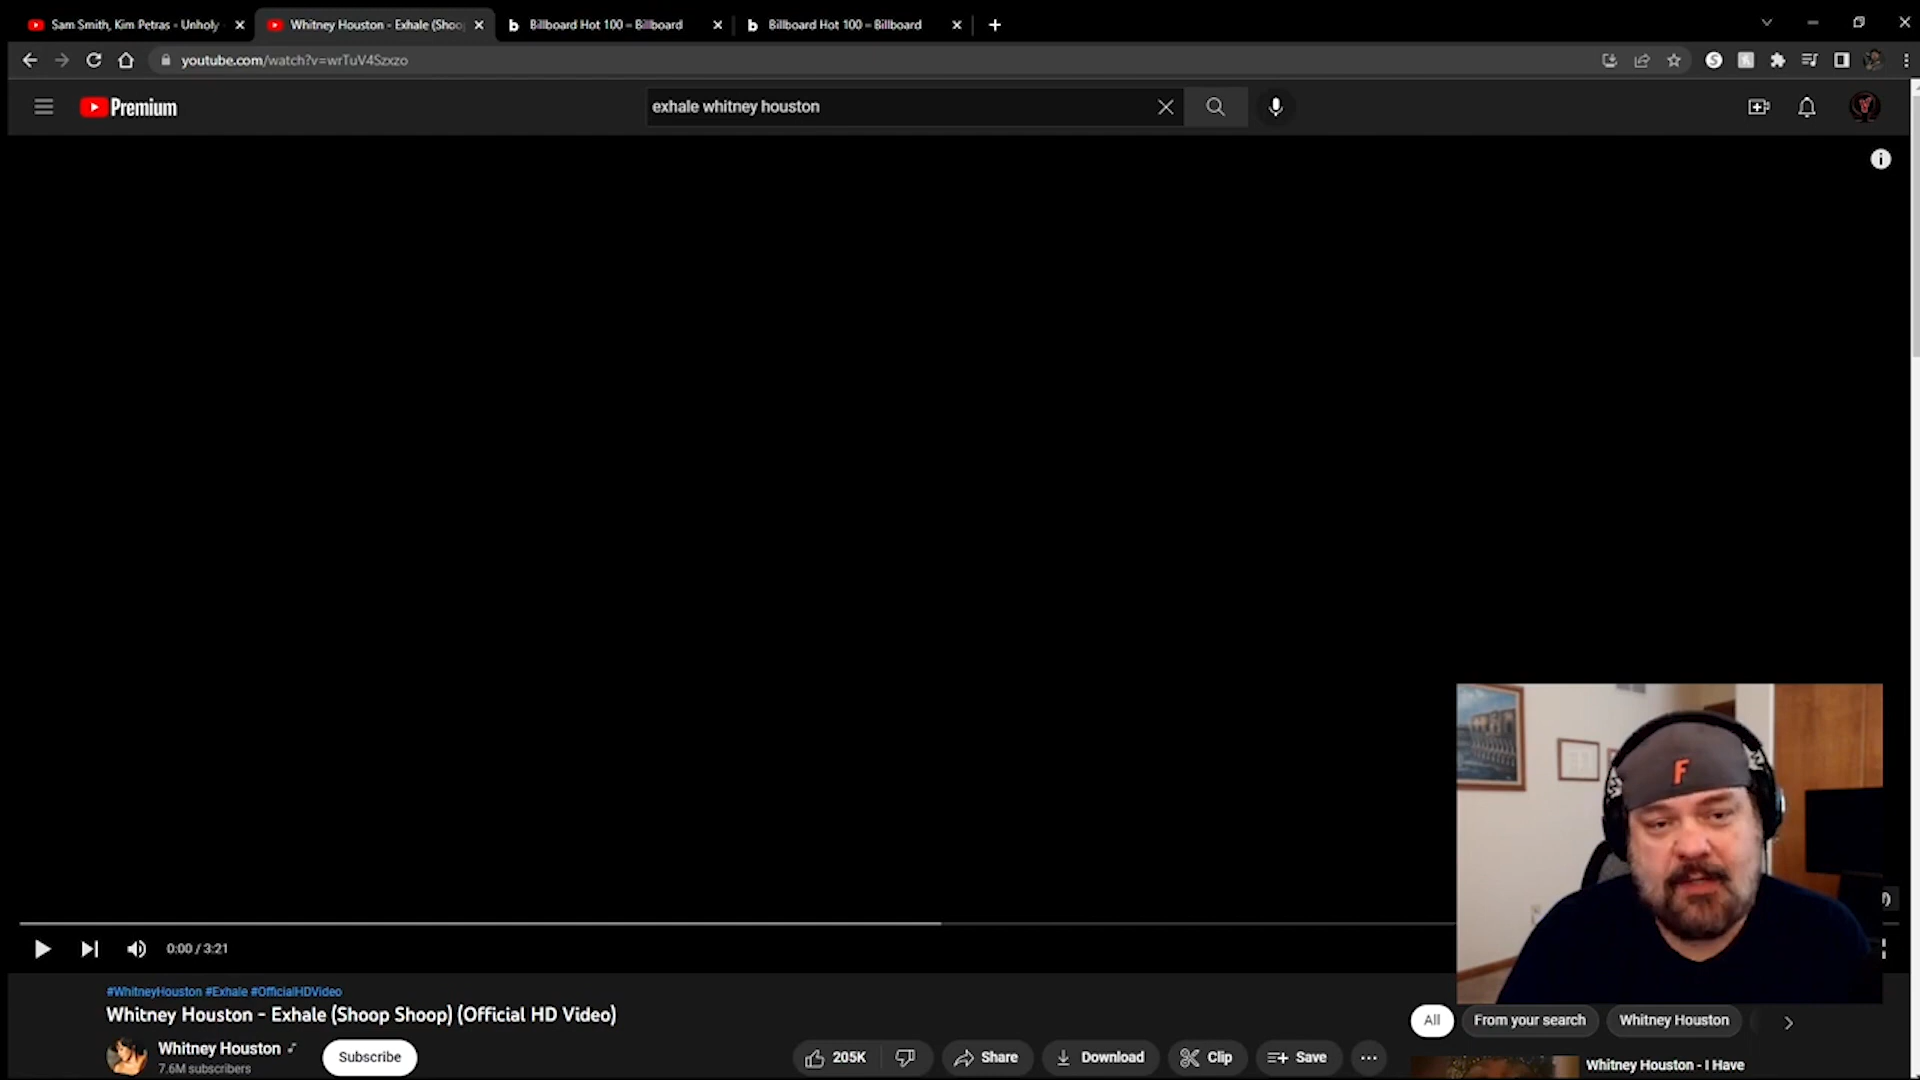 Sam Smith, Kim Petras - Unholy
Whitney Houston - Exhale (Shoo
Billboard Hot 100 – Billboard
Billboard Hot 100 – Billboard
youtube.com/watch?v=wrTuV4Szxzo
Premium
exhale whitney houston
F
0:00 / 3:21
#WhitneyHouston #Exhale #OfficialHDVideo
Whitney Houston - Exhale (Shoop Shoop) (Official HD Video)
Whitney Houston
7.6M subscribers
Subscribe
205K
Share
Download
Clip
Save
All
From your search
Whitney Houston
Whitney Houston - I Have